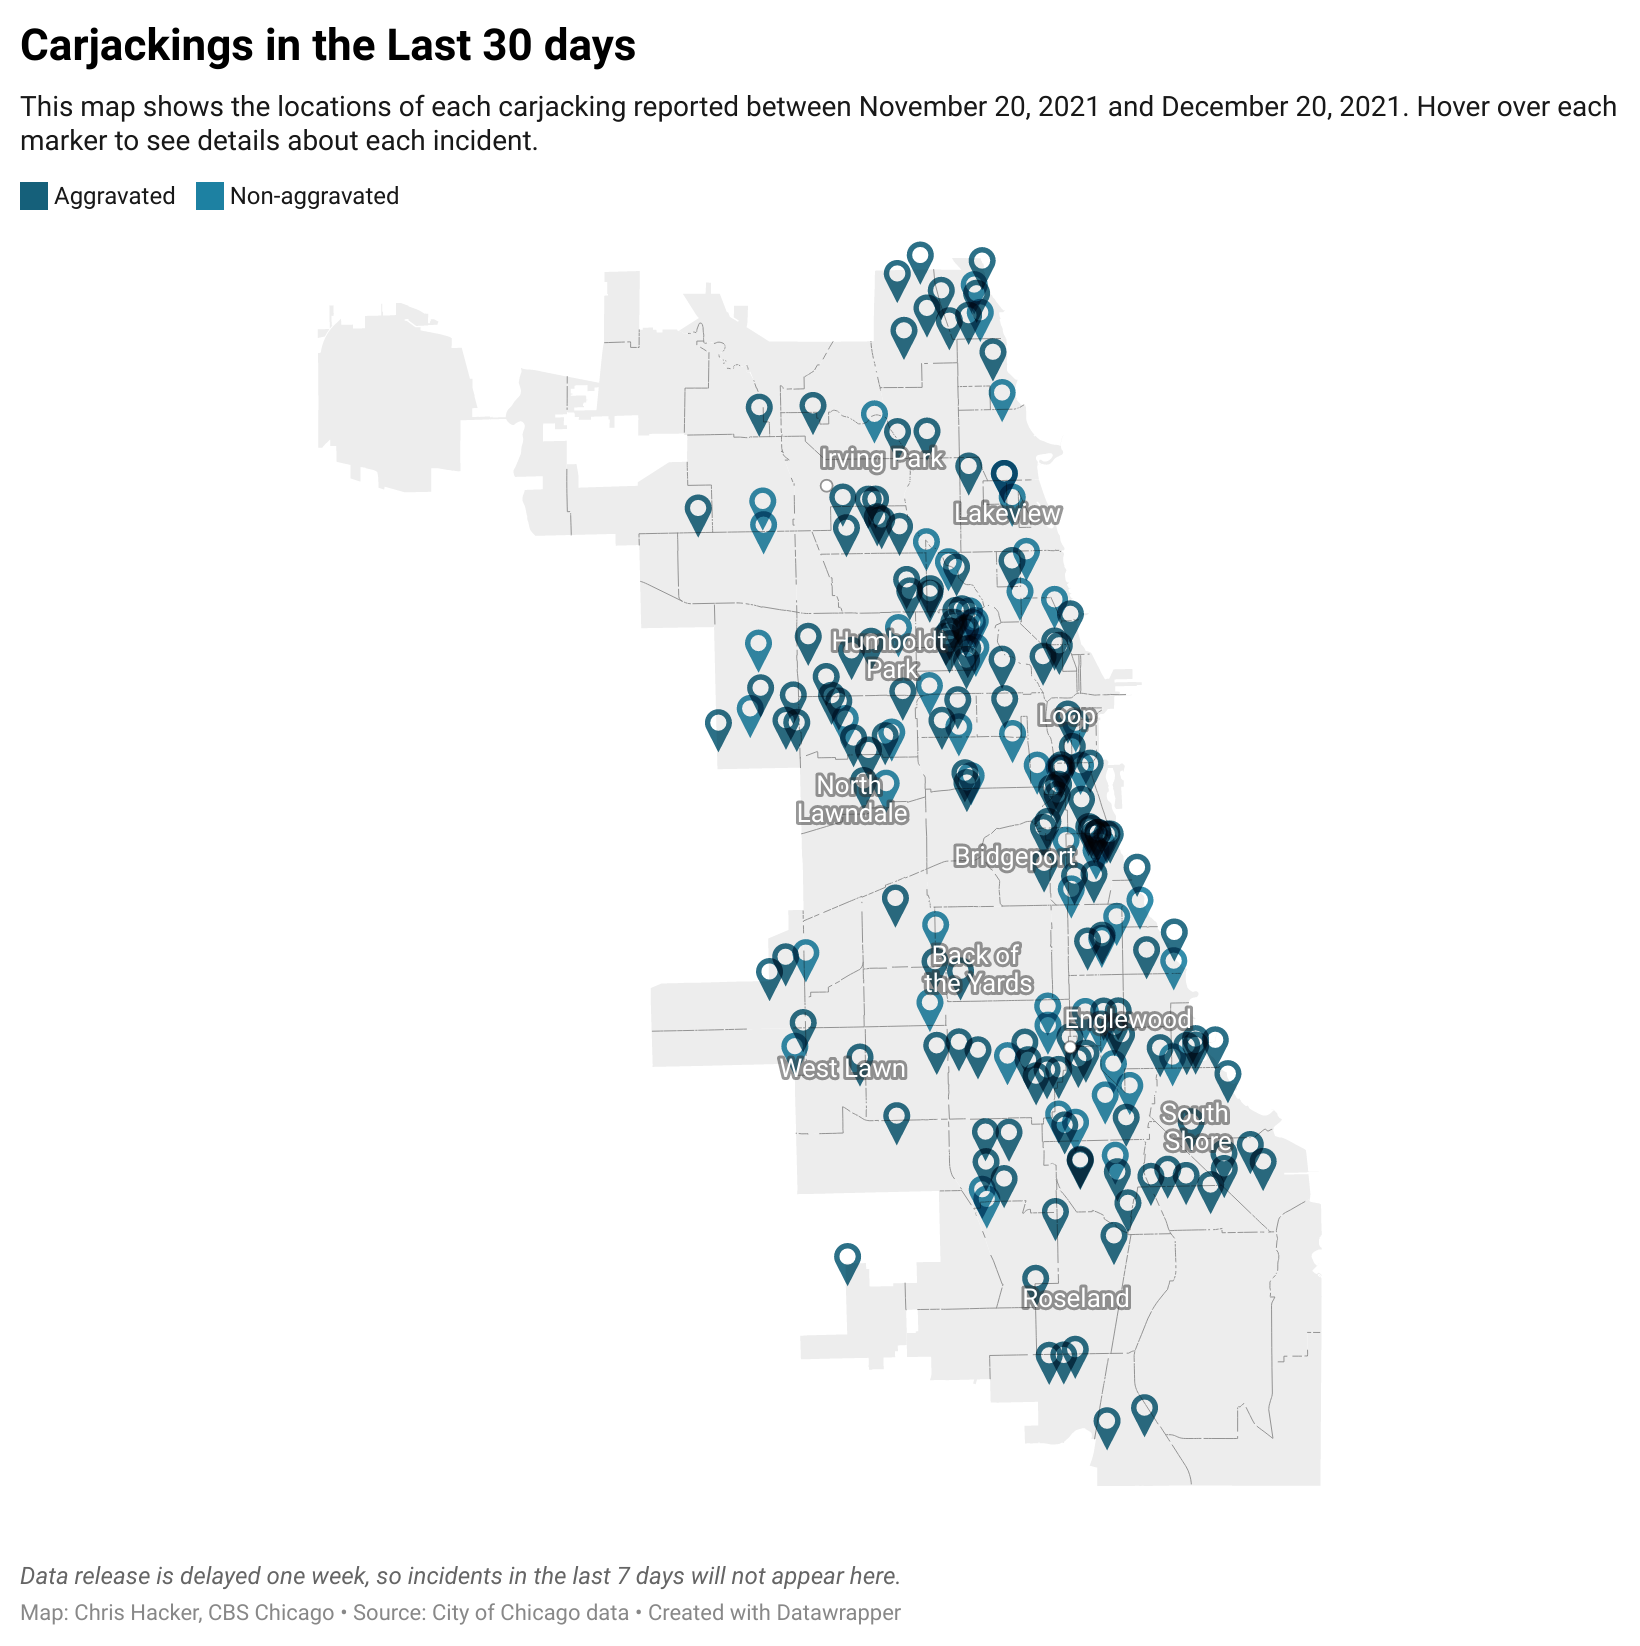 Carjackings in the Last 30 days
This map shows the locations of each carjacking reported between November 20, 2021 and December 20, 2021. Hover over each
marker to see details about each incident.
Aggravated Non-aggravated
Irving Park
Lakeview
Humboldt
Park
Loop
North
Lawndale
Bridgeport
Back of
the Yards
Englewood
West Lawn
South
Shore
Roseland
Data release is delayed one week, so incidents in the last 7 days will not appear here.
Map: Chris Hacker, CBS Chicago • Source: City of Chicago data • Created with Datawrapper